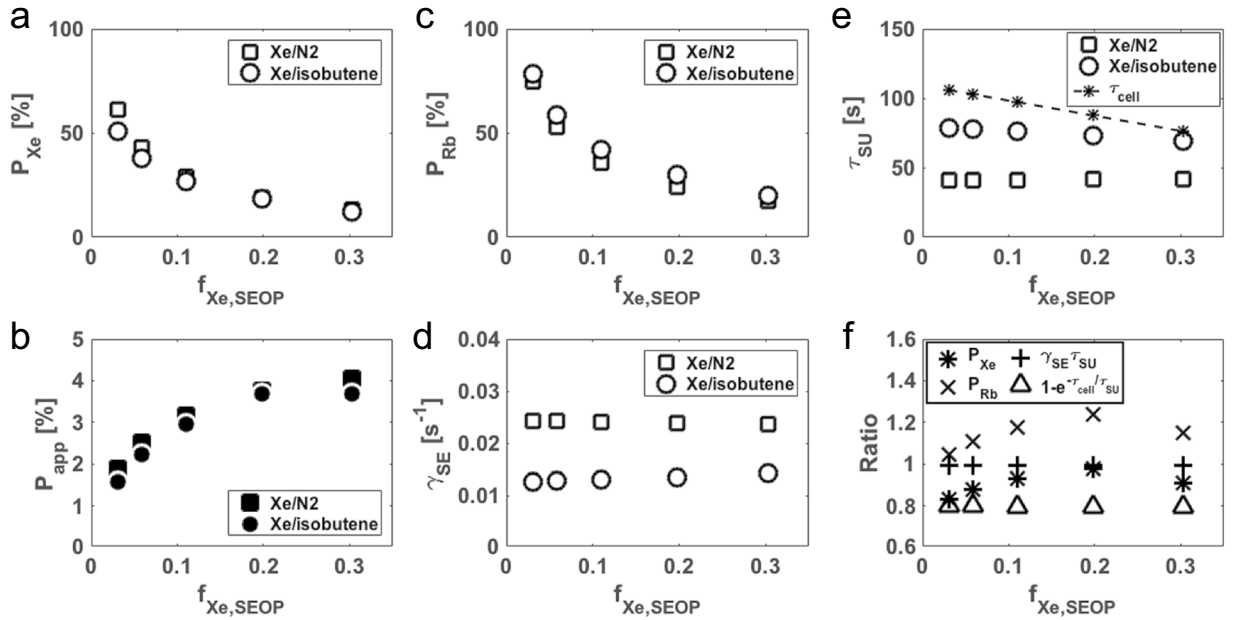 a
100
50
0
P_Xe [%]
Xe/N2
Xe/isobutene
0 0.1 0.2 0.3
f_Xe,SEOP
c
100
50
0
P_Rb [%]
Xe/N2
Xe/isobutene
0 0.1 0.2 0.3
f_Xe,SEOP
e
150
100
50
0
τ_SU [s]
Xe/N2
Xe/isobutene
τ_cell
0 0.1 0.2 0.3
f_Xe,SEOP
b
5
4
3
2
1
0
P_app [%]
Xe/N2
Xe/isobutene
0 0.1 0.2 0.3
f_Xe,SEOP
d
0.04
0.03
0.02
0.01
0
γ_SE [s^-1]
Xe/N2
Xe/isobutene
0 0.1 0.2 0.3
f_Xe,SEOP
f
1.6
1.4
1.2
1
0.8
0.6
Ratio
P_Xe γ_SE τ_SU
P_Rb 1-e^-τ_cell/τ_SU
0 0.1 0.2 0.3
f_Xe,SEOP